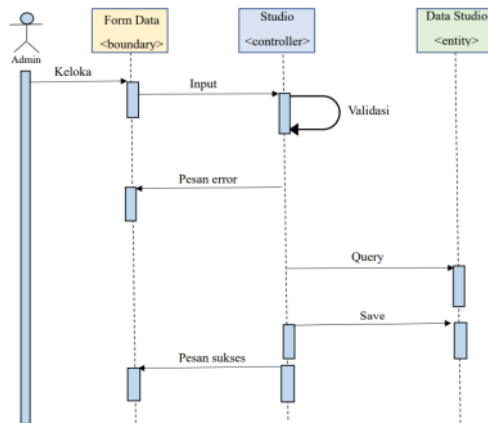 Form Data
<boundary>
Studio
<controller>
Data Studio
<entity>
Admin
Keloka
Input
Validasi
Pesan error
Query
Save
Pesan sukses